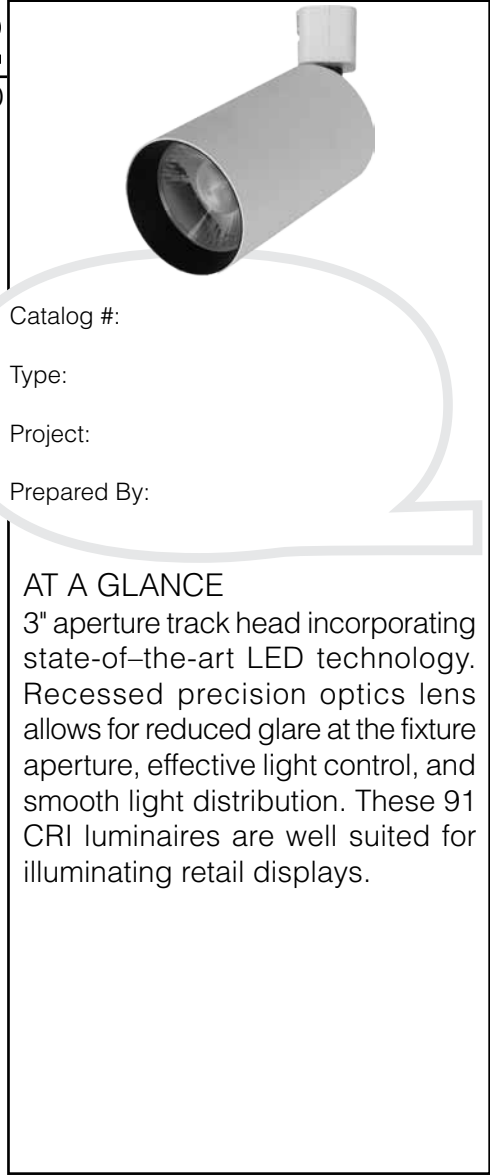 Catalog #:
Type:
Project:
Prepared By:
AT A GLANCE
3" aperture track head incorporating
state-of–the-art LED technology.
Recessed precision optics lens
allows for reduced glare at the fixture
aperture, effective light control, and
smooth light distribution. These 91
CRI luminaires are well suited for
illuminating retail displays.